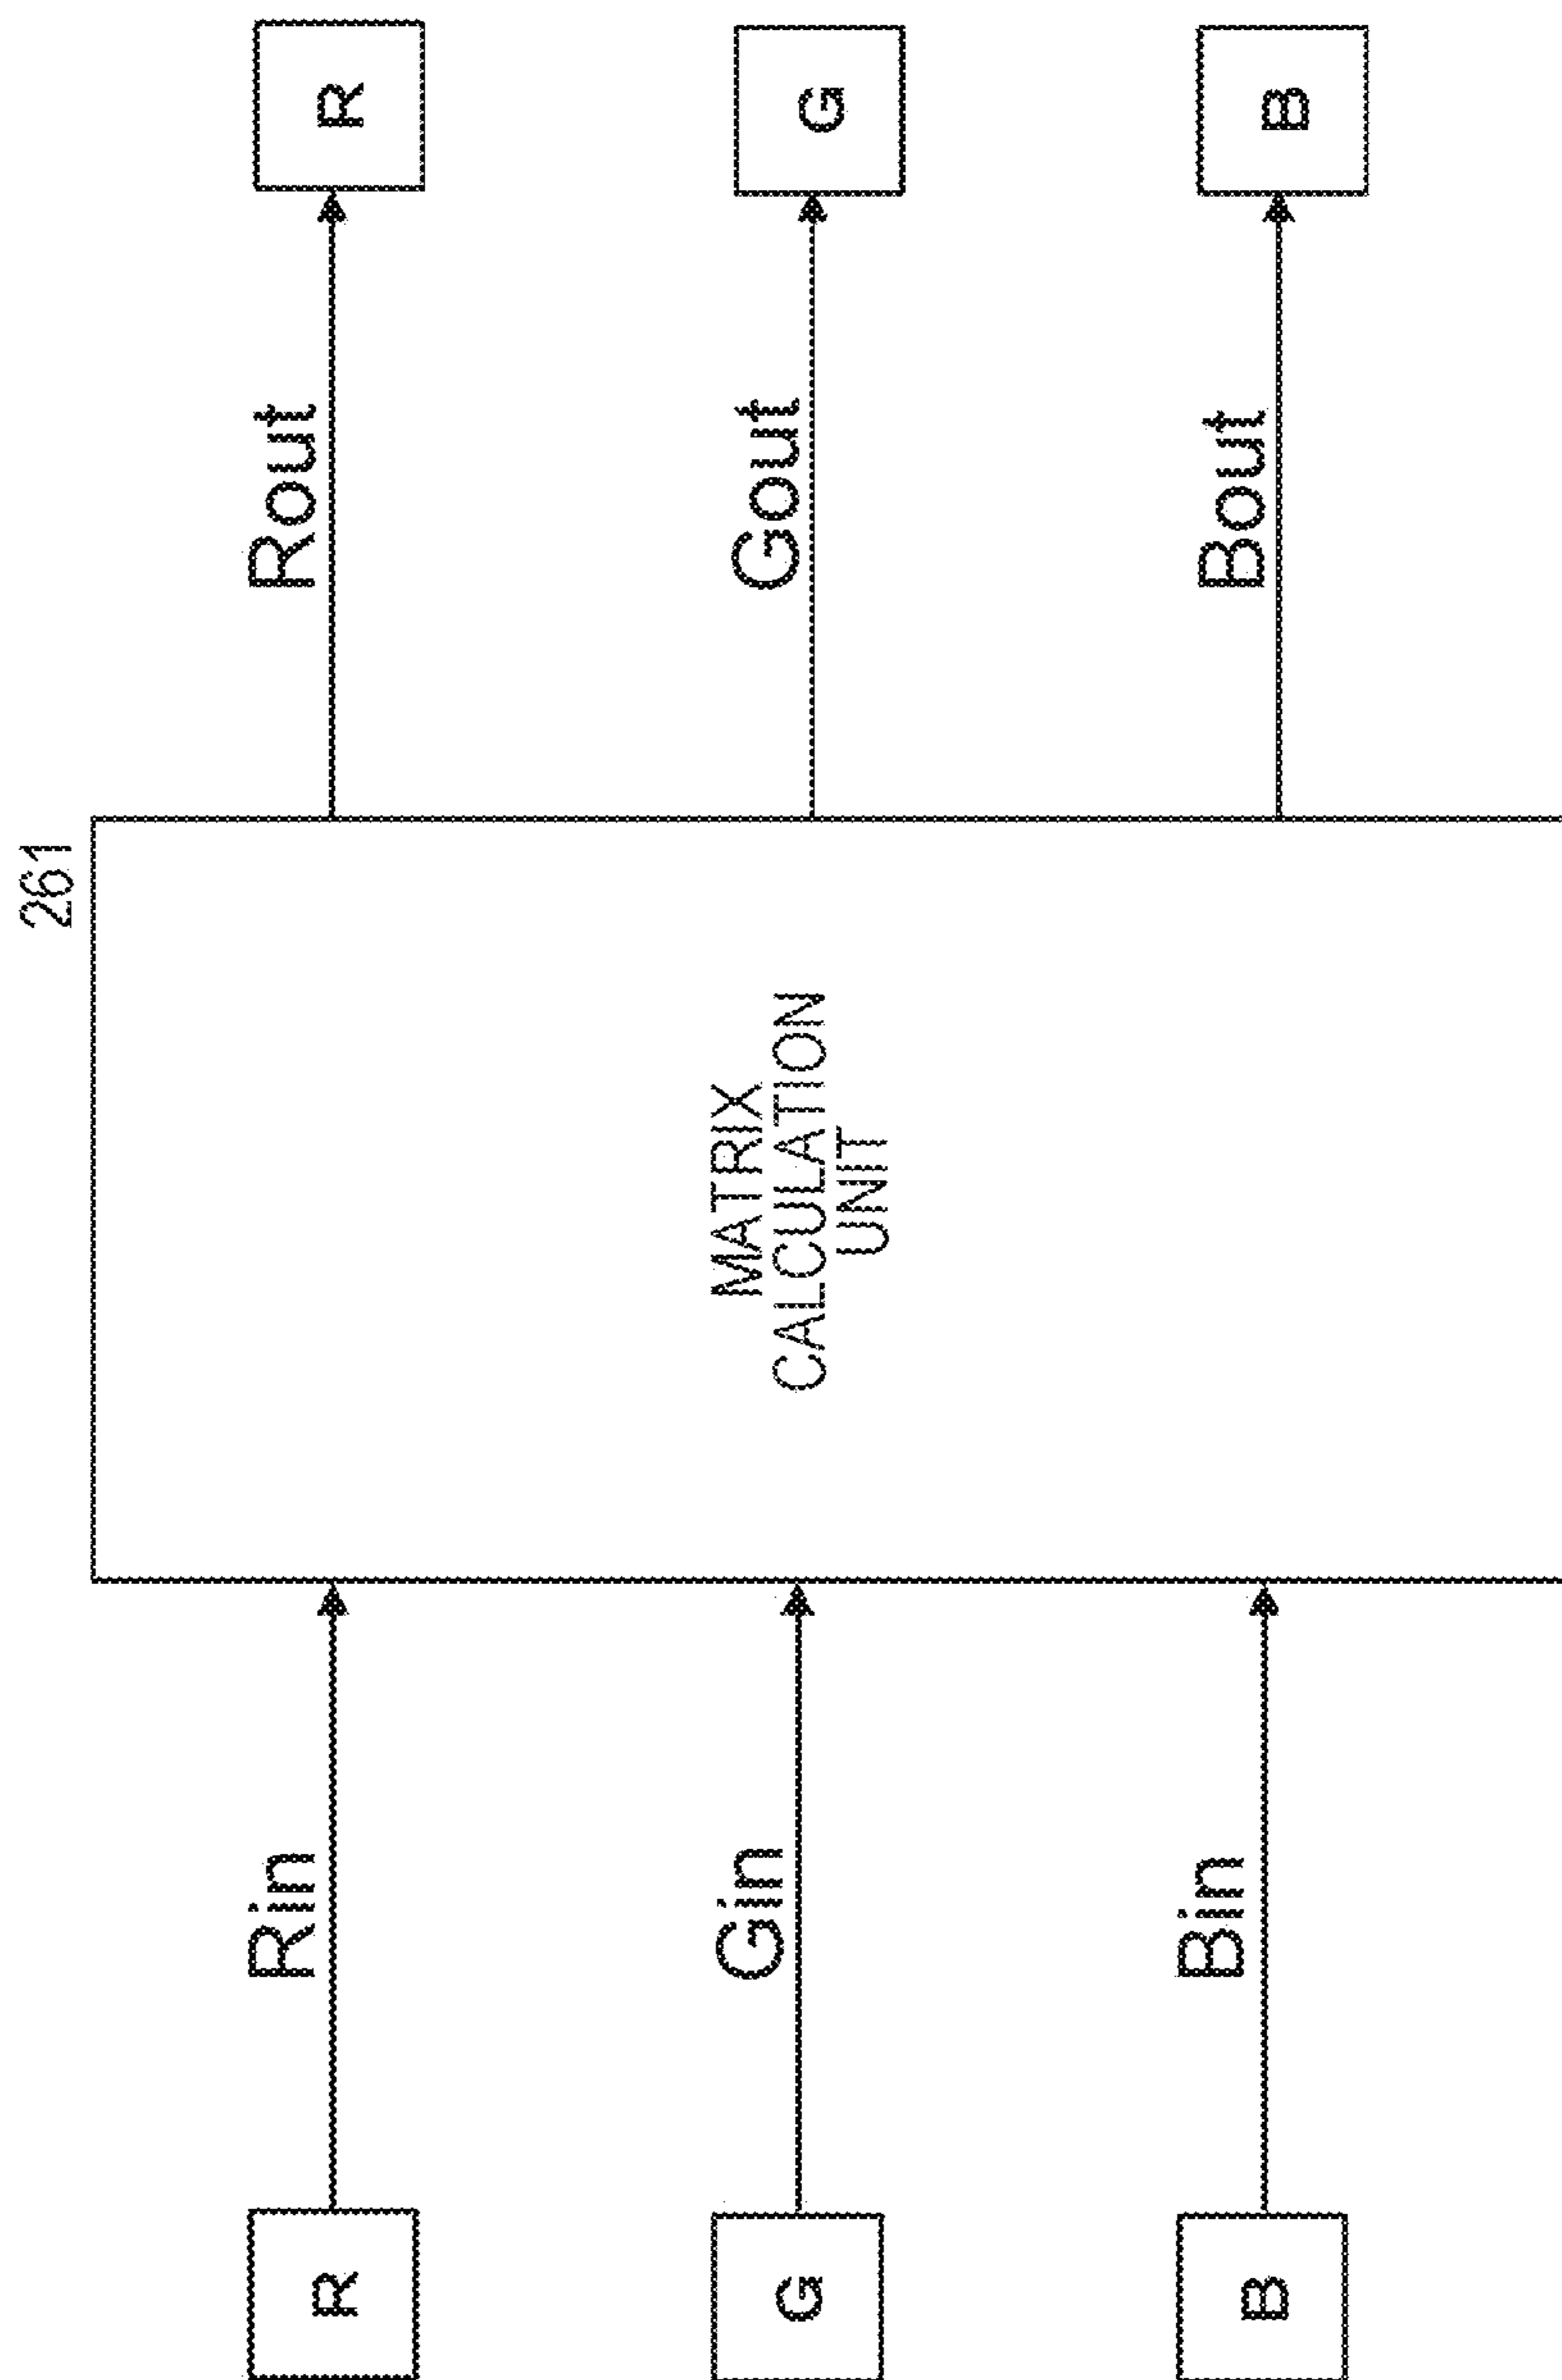 261
R
Rin
MATRIX
CALCULATION
UNIT
Rout
R
G
Gin
Gout
G
B
Bin
Bout
B